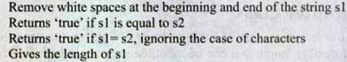 Remove white spaces at the beginning and end of the string s1
Returns ‘true’ if s1 is equal to s2
Returns ‘true’ if s1= s2, ignoring the case of characters
Gives the length of s1